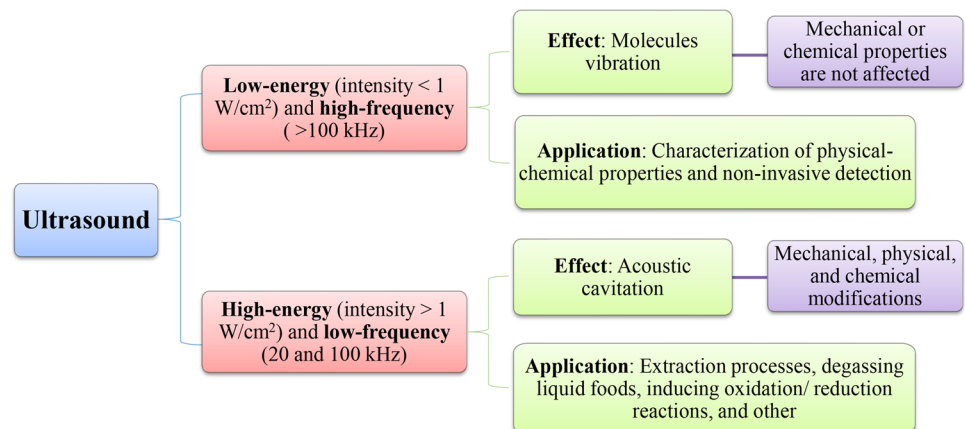 Ultrasound
Low-energy (intensity < 1
W/cm²) and high-frequency
( >100 kHz)
Effect: Molecules
vibration
Mechanical or
chemical properties
are not affected
Application: Characterization of physical-
chemical properties and non-invasive detection
High-energy (intensity > 1
W/cm²) and low-frequency
(20 and 100 kHz)
Effect: Acoustic
cavitation
Mechanical, physical,
and chemical
modifications
Application: Extraction processes, degassing
liquid foods, inducing oxidation/ reduction
reactions, and other